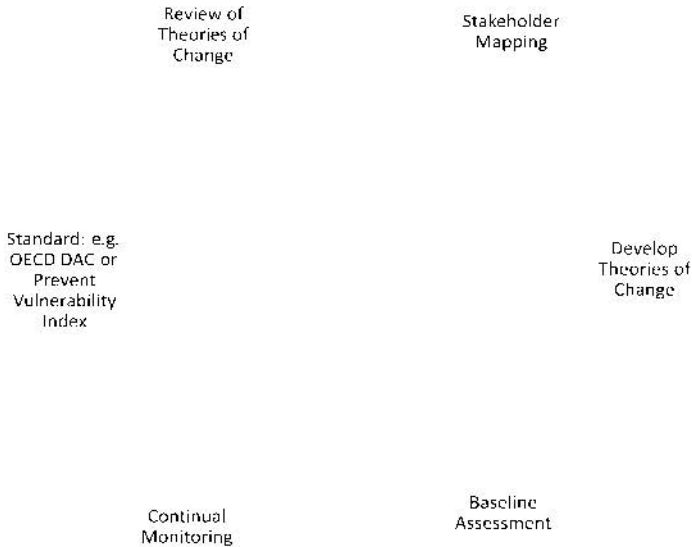 Review of
Theories of
Change
Stakeholder
Mapping
Standard: e.g.
OECD DAC or
Prevent
Vulnerability
Index
Develop
Theories of
Change
Continual
Monitoring
Baseline
Assessment